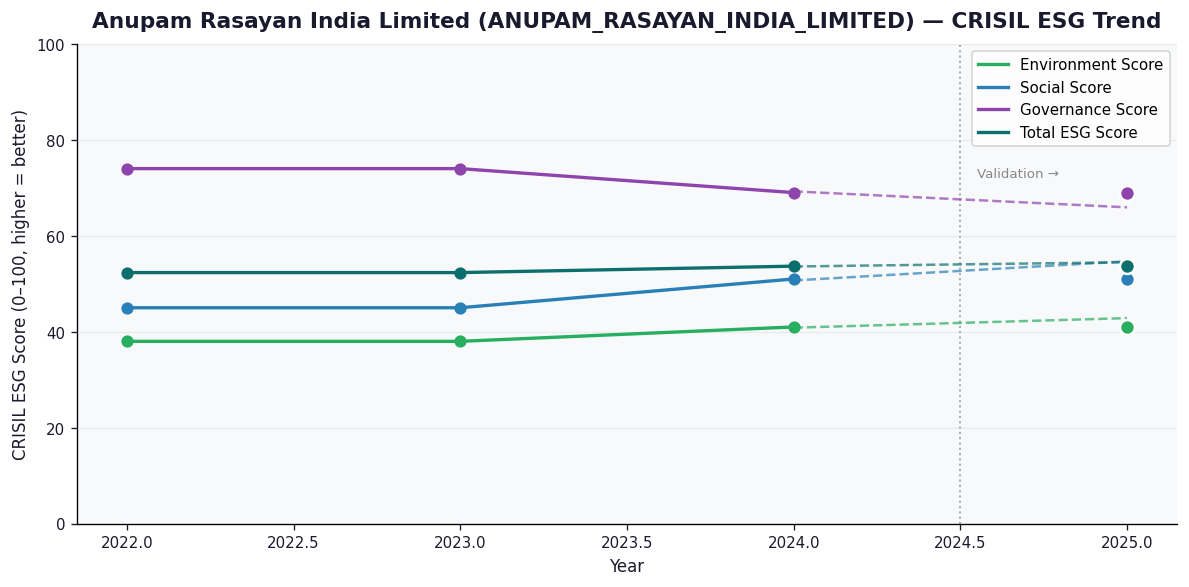 Anupam Rasayan India Limited (ANUPAM_RASAYAN_INDIA_LIMITED) — CRISIL ESG Trend
CRISIL ESG Score (0–100, higher = better)
100
80
60
40
20
0
Environment Score
Social Score
Governance Score
Total ESG Score
Validation →
2022.0
2022.5
2023.0
2023.5
2024.0
2024.5
2025.0
Year